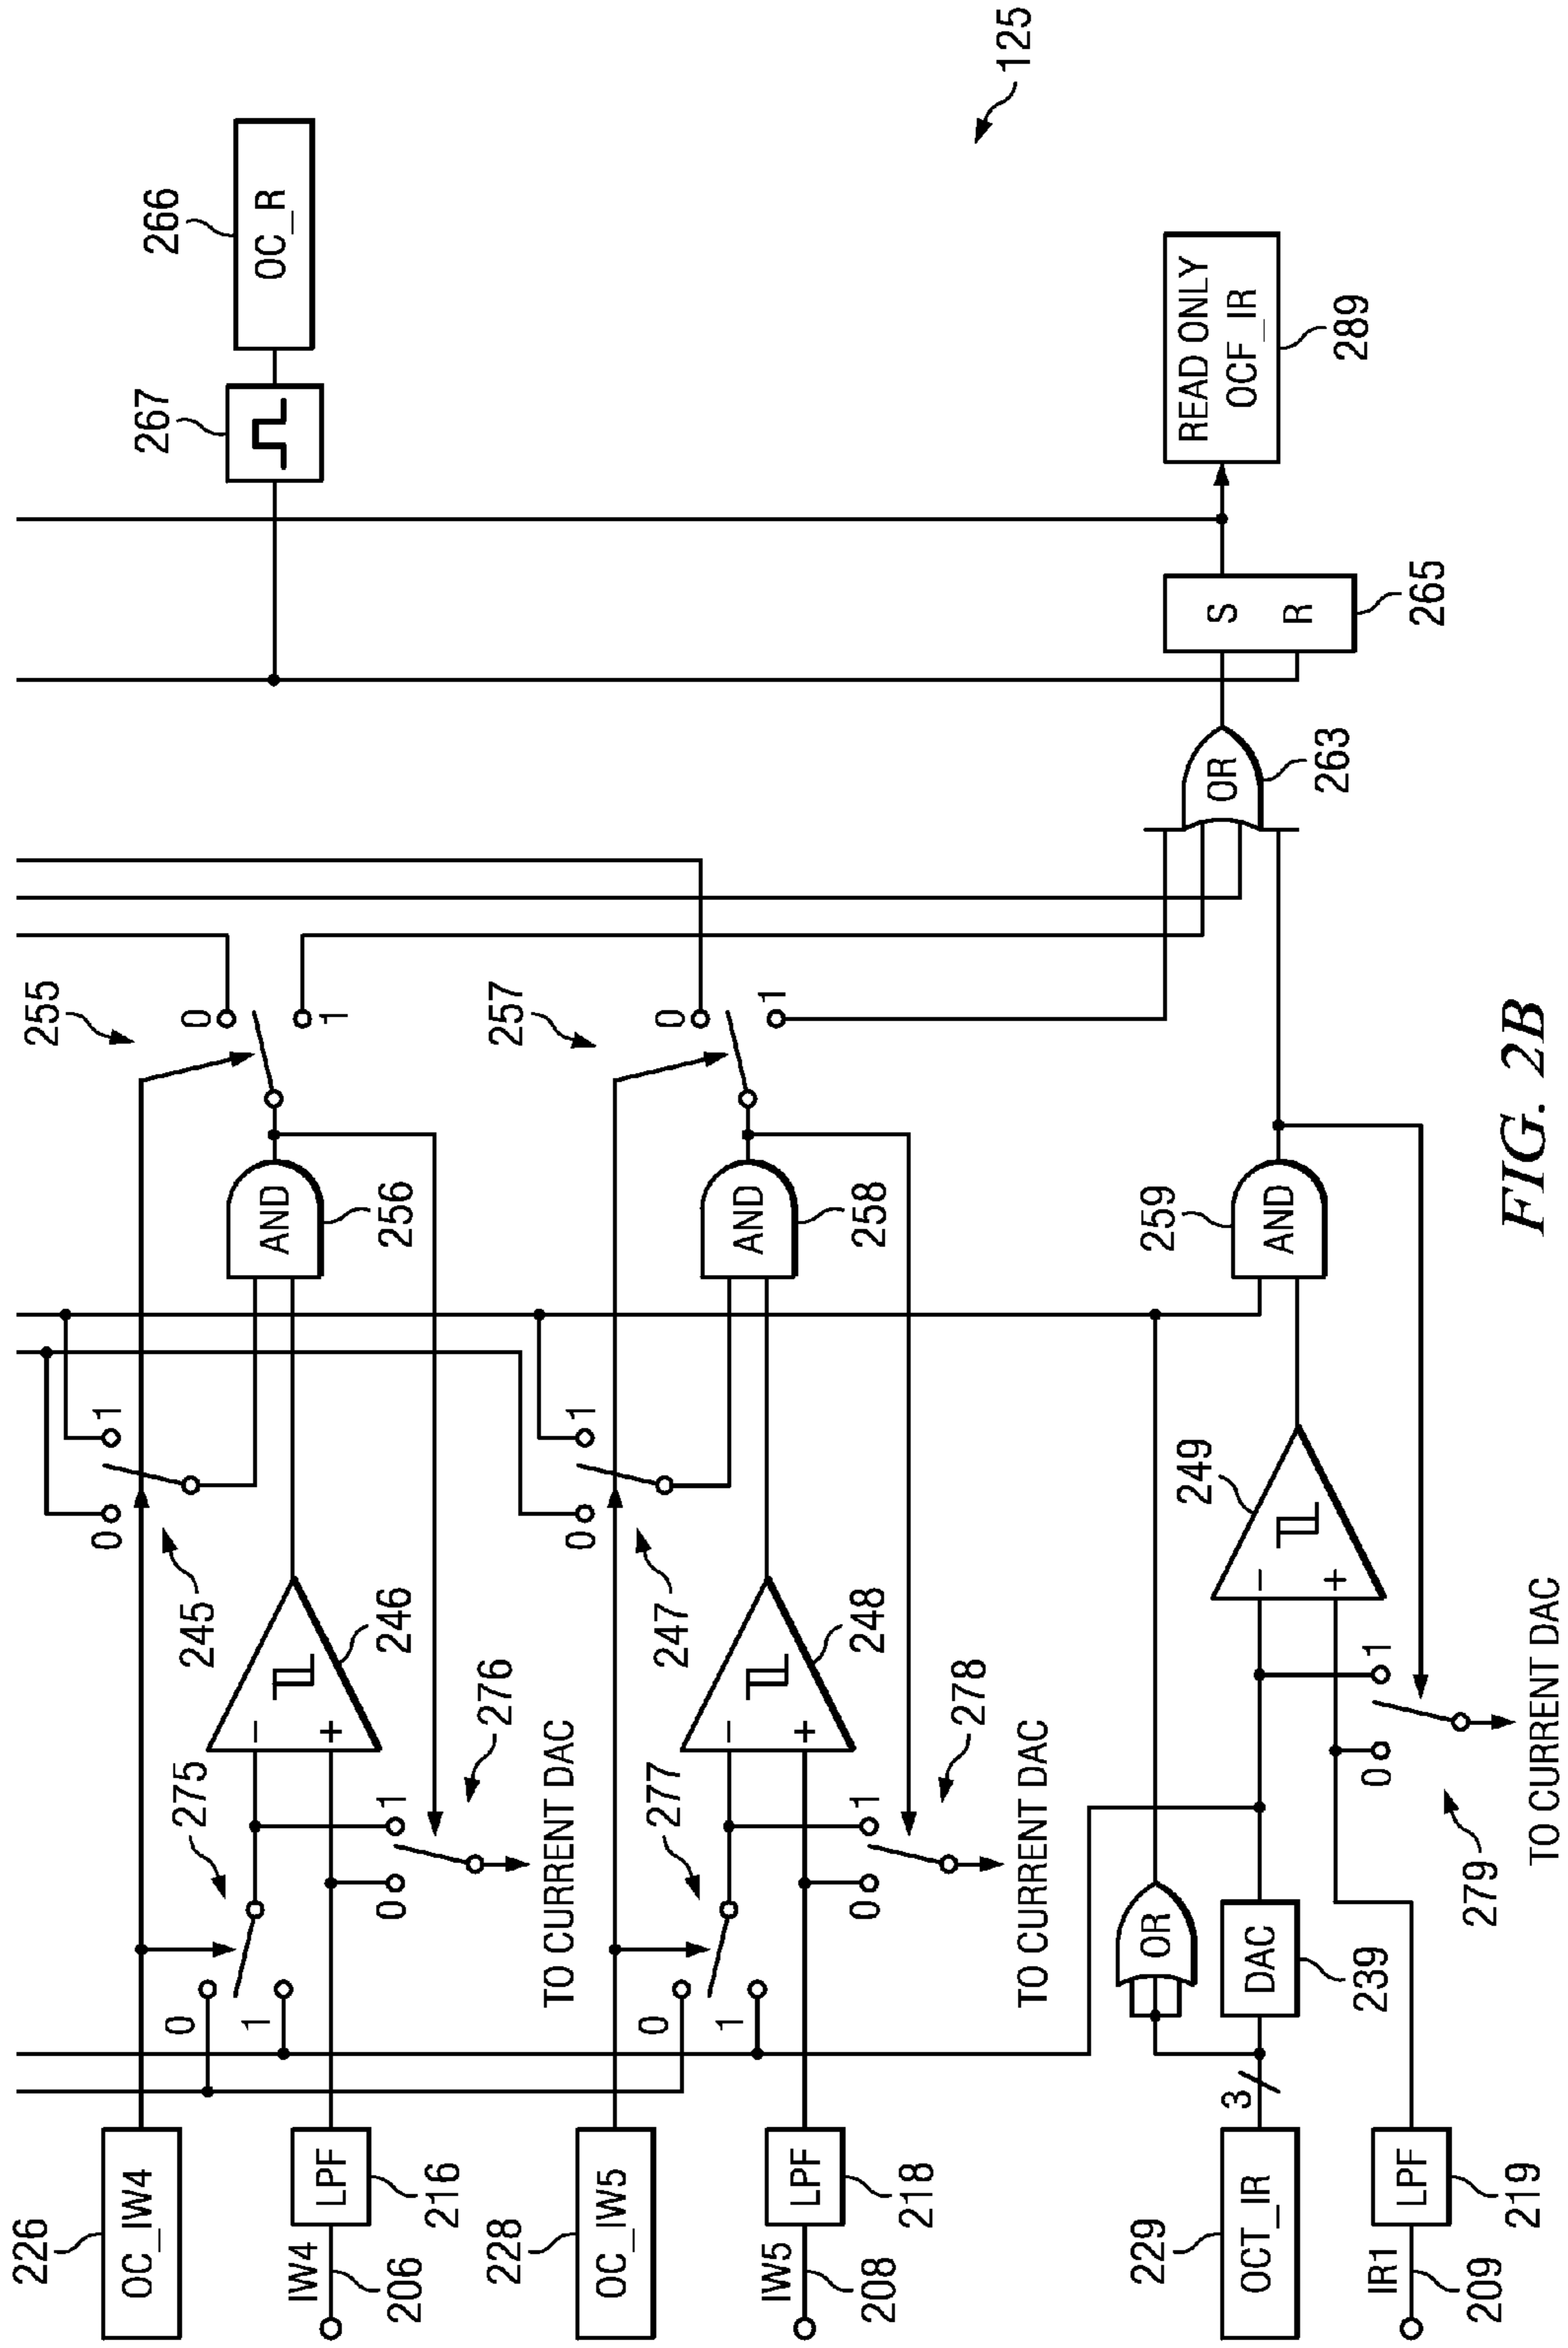 226
OC_IW4
IW4
206
LPF
216
0
1
275
0
1
276
TO CURRENT DAC
−
+
246
245
0
1
AND
256
255
0
1
267
266
OC_R
125
228
OC_IW5
IW5
208
LPF
218
0
1
277
0
1
278
TO CURRENT DAC
−
+
248
247
0
1
AND
258
257
0
1
229
OCT_IR
3
DAC
239
OR
IR1
209
LPF
219
0
1
279
TO CURRENT DAC
−
+
249
AND
259
OR
263
S
R
265
READ ONLY
OCF_IR
289
FIG. 2B